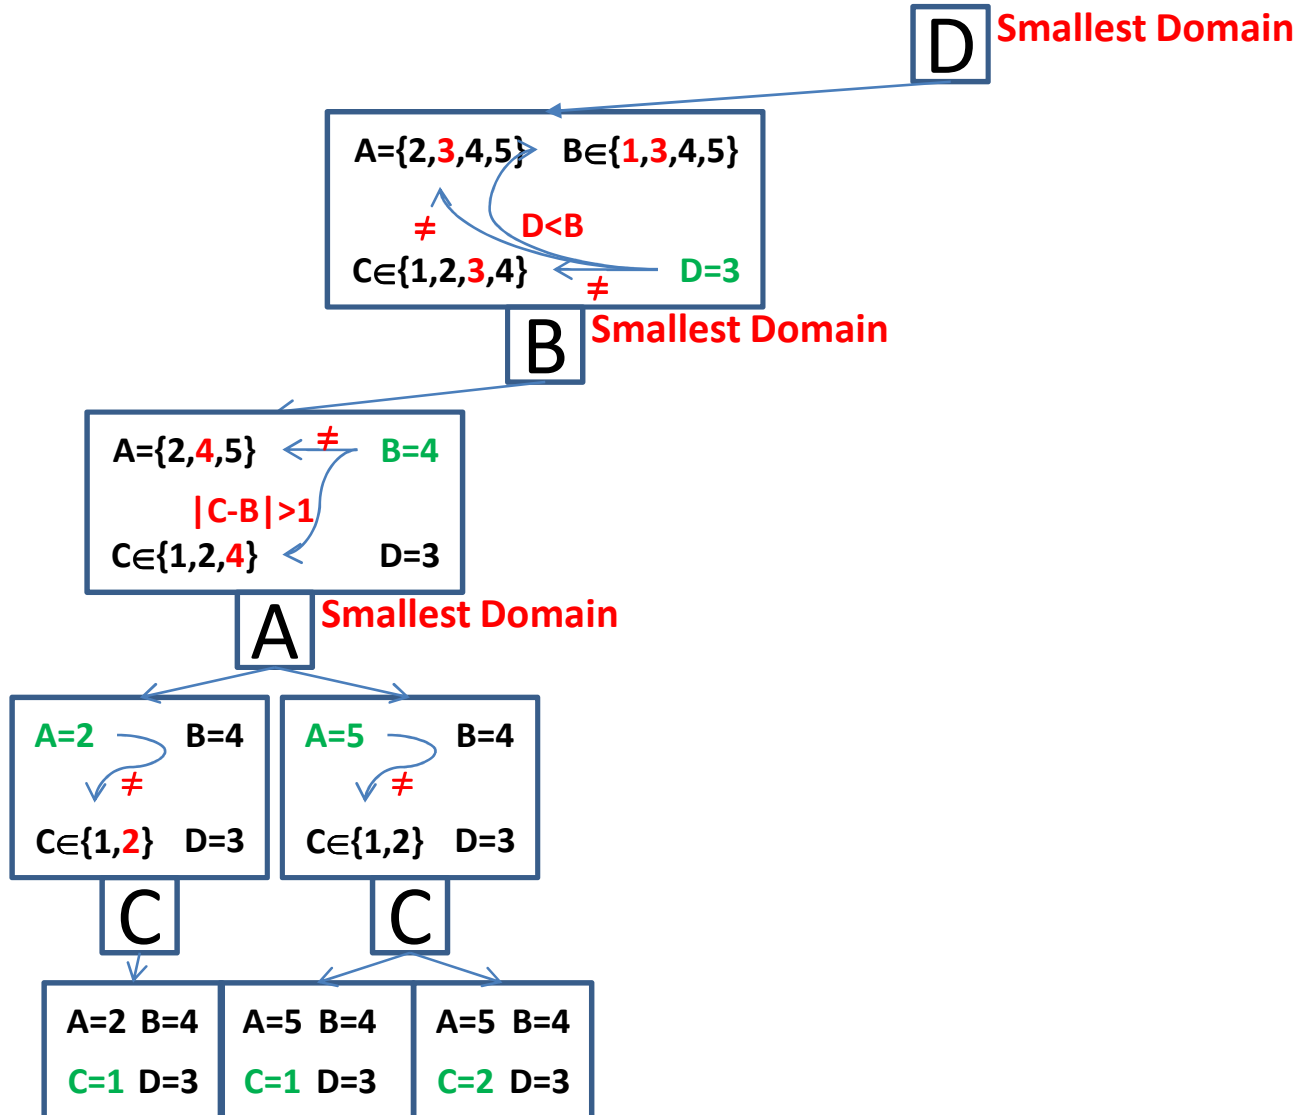 D Smallest Domain
A={2,3,4,5} B∈{1,3,4,5}
≠ D<B
C∈{1,2,3,4} ≠ D=3
B Smallest Domain
A={2,4,5} ≠ B=4
|C-B|>1
C∈{1,2,4} D=3
A Smallest Domain
A=2 B=4 A=5 B=4
≠ ≠
C∈{1,2} D=3 C∈{1,2} D=3
C C
A=2 B=4 A=5 B=4 A=5 B=4
C=1 D=3 C=1 D=3 C=2 D=3